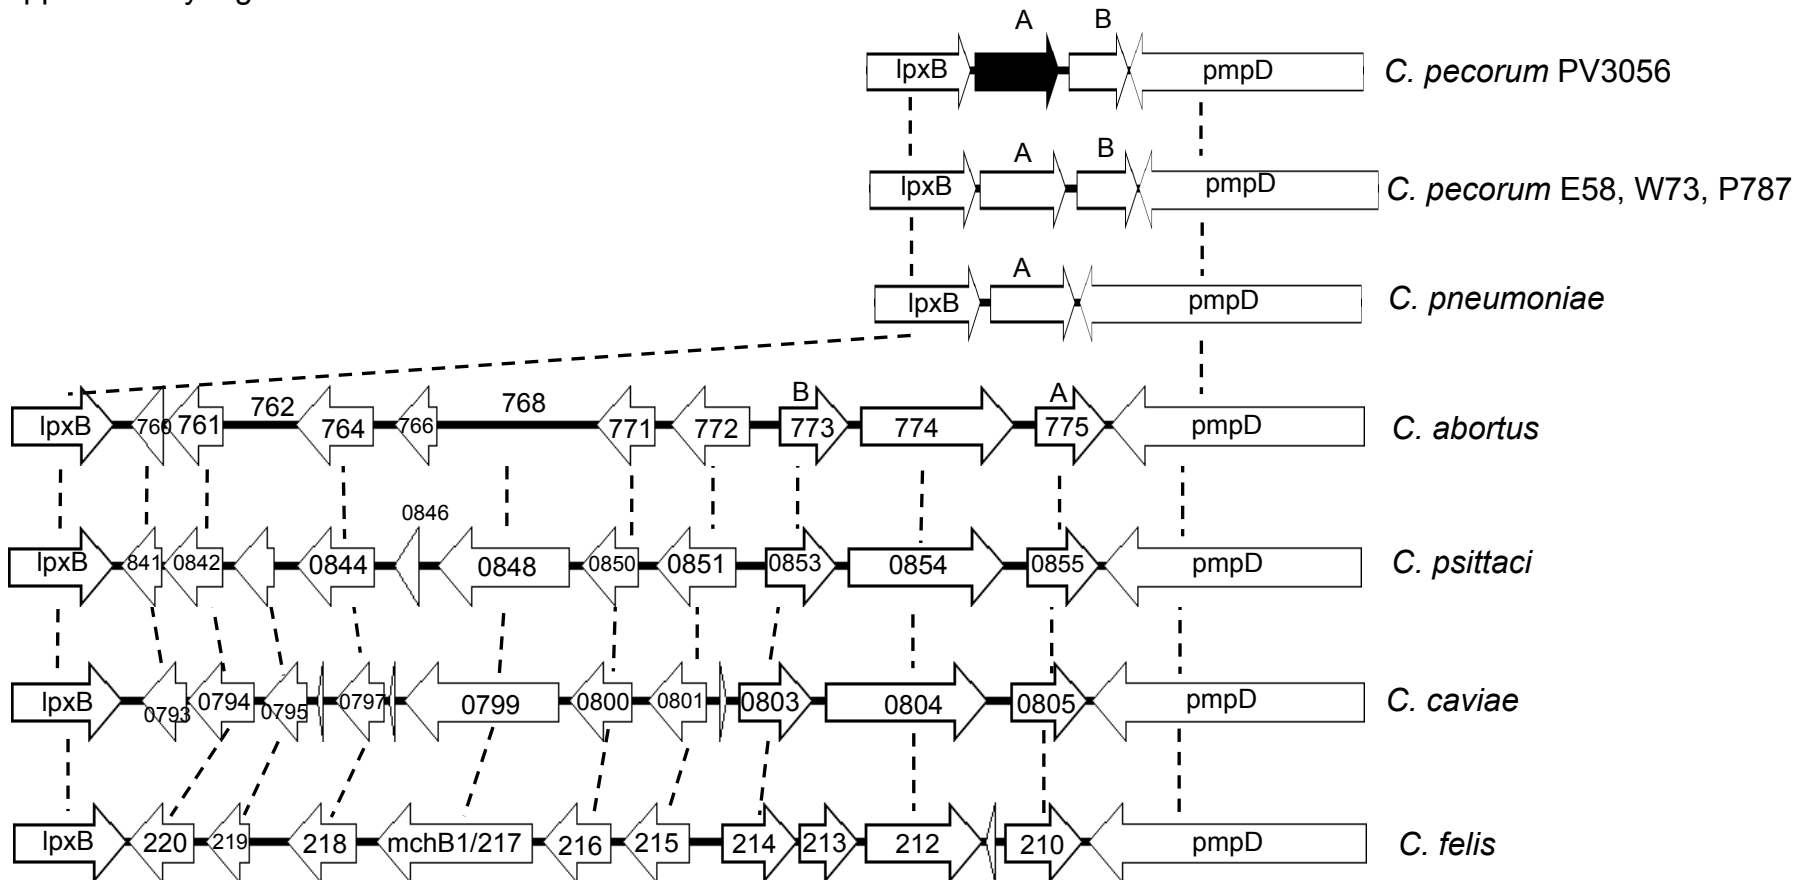 A B
lpxB pmpD C. pecorum PV3056
A B
lpxB pmpD C. pecorum E58, W73, P787
A
lpxB pmpD C. pneumoniae
B A
lpxB 760 761 762 764 766 768 771 772 773 774 775 pmpD C. abortus
0846
lpxB 841 0842 0844 0848 0850 0851 0853 0854 0855 pmpD C. psittaci
lpxB 0793 0794 0795 0797 0799 0800 0801 0803 0804 0805 pmpD C. caviae
lpxB 220 219 218 mchB1/217 216 215 214 213 212 210 pmpD C. felis